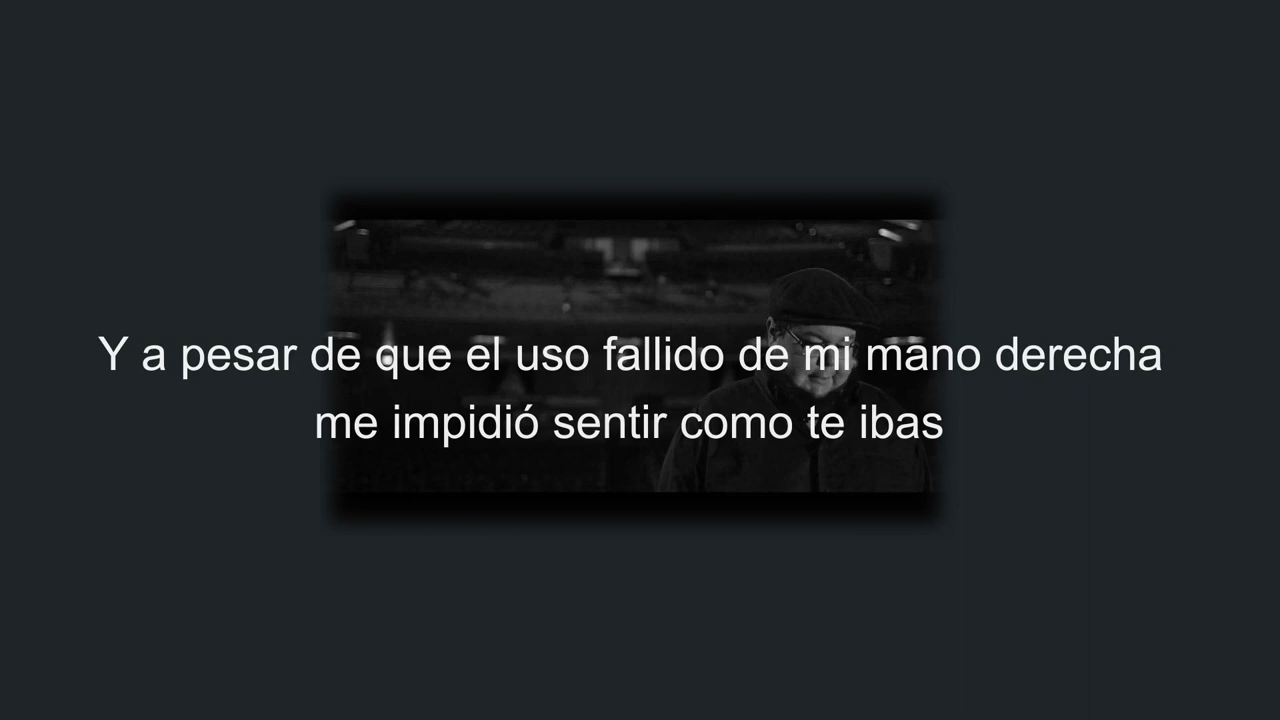 Y a pesar de que el uso fallido de mi mano derecha
me impidió sentir como te ibas